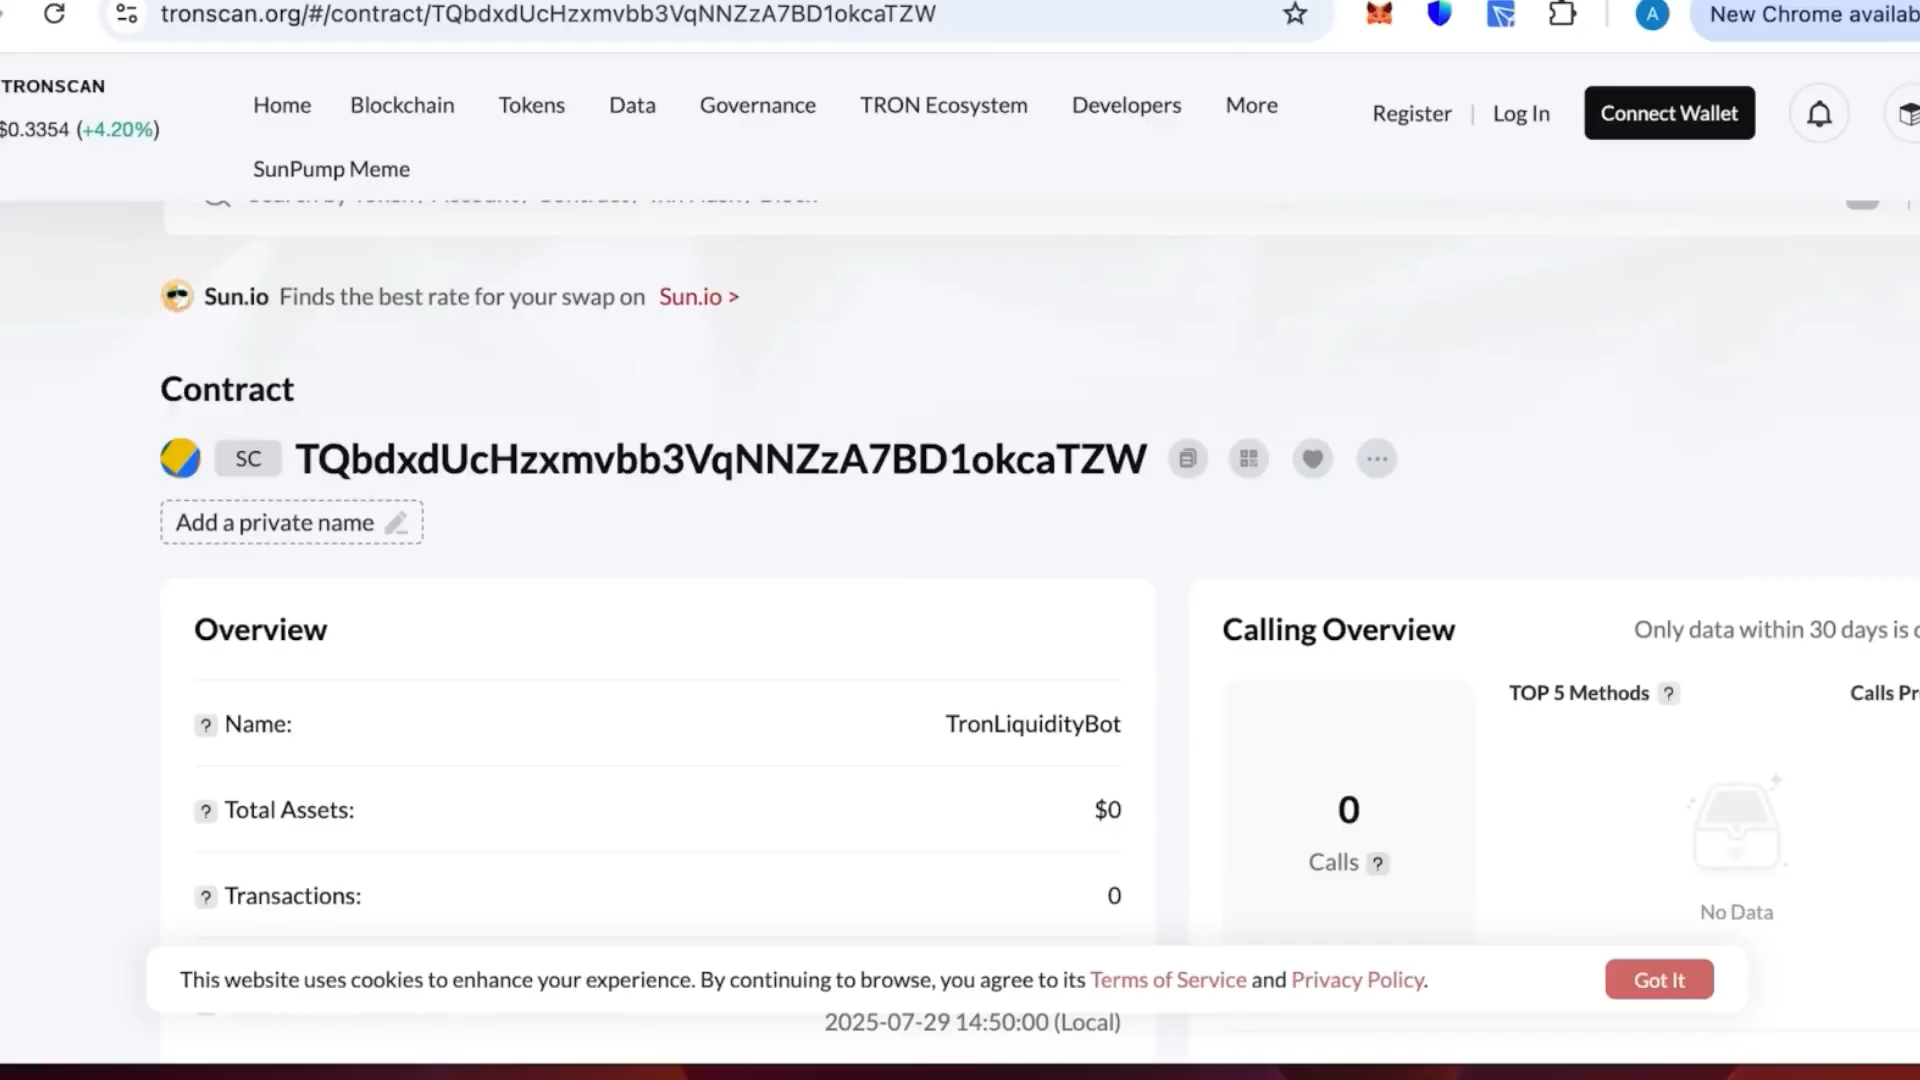 tronscan.org/#/contract/TQbdxdUcHzxmvbb3VqNNZzA7BD1okcaTZW
A
New Chrome availab
TRONSCAN
$0.3354 (+4.20%)
Home Blockchain Tokens Data Governance TRON Ecosystem Developers More
SunPump Meme
Register | Log In
Connect Wallet
Sun.io Finds the best rate for your swap on Sun.io >
Contract
SC TQbdxdUcHzxmvbb3VqNNZzA7BD1okcaTZW
Add a private name
Overview
? Name: TronLiquidityBot
? Total Assets: $0
? Transactions: 0
Calling Overview
Only data within 30 days is
TOP 5 Methods ?
Calls Pr
0
Calls ?
No Data
This website uses cookies to enhance your experience. By continuing to browse, you agree to its Terms of Service and Privacy Policy.
Got It
2025-07-29 14:50:00 (Local)